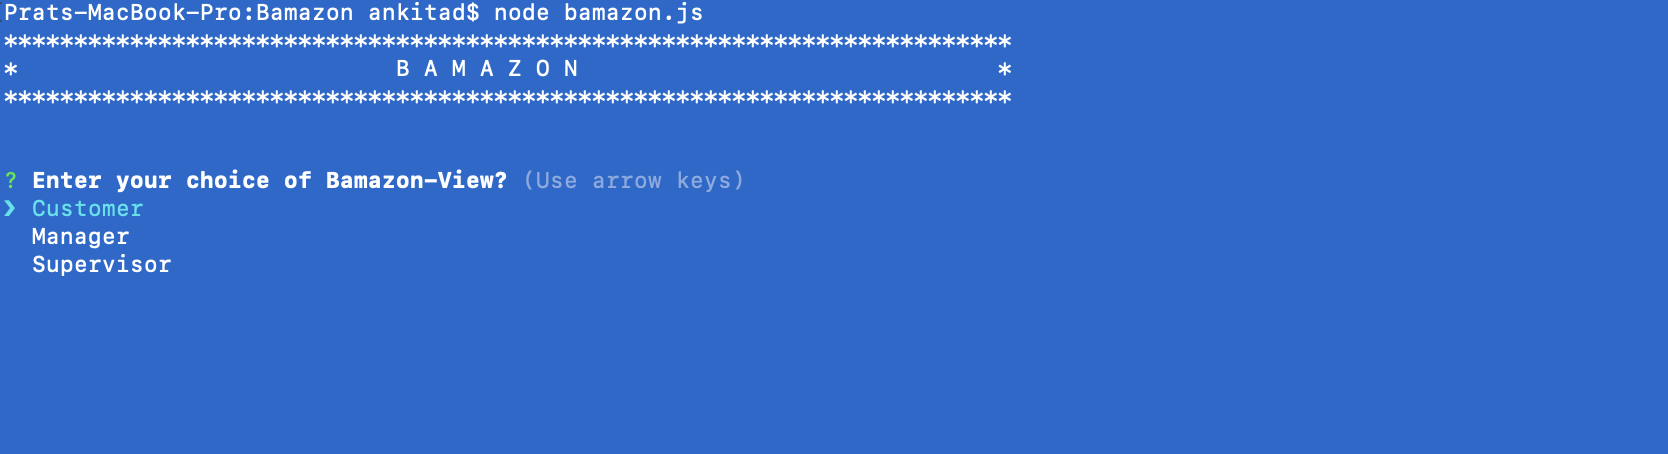 Prats-MacBook-Pro:Bamazon ankitad$ node bamazon.js
************************************************************************
* B A M A Z O N *
************************************************************************
? Enter your choice of Bamazon-View? (Use arrow keys)
❯ Customer
Manager
Supervisor